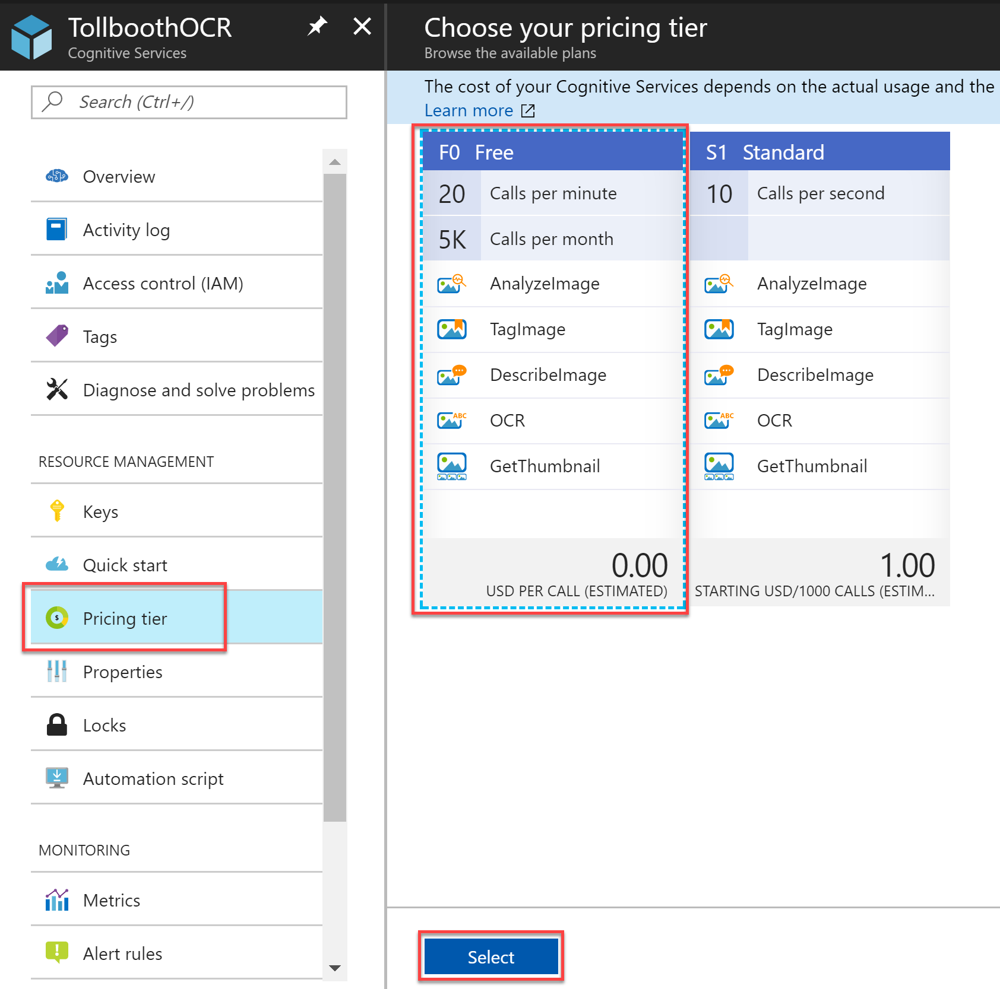 TollboothOCR
Cognitive Services
Search (Ctrl+/)
Overview
Activity log
Access control (IAM)
Tags
Diagnose and solve problems
RESOURCE MANAGEMENT
Keys
Quick start
$
Pricing tier
Properties
Locks
Automation script
MONITORING
Metrics
Alert rules
Choose your pricing tier
Browse the available plans
The cost of your Cognitive Services depends on the actual usage and the
Learn more
F0 Free
20 Calls per minute
5K Calls per month
AnalyzeImage
TagImage
DescribeImage
ABC OCR
GetThumbnail
0.00
USD PER CALL (ESTIMATED)
S1 Standard
10 Calls per second
AnalyzeImage
TagImage
DescribeImage
ABC OCR
GetThumbnail
1.00
STARTING USD/1000 CALLS (ESTIM...
Select